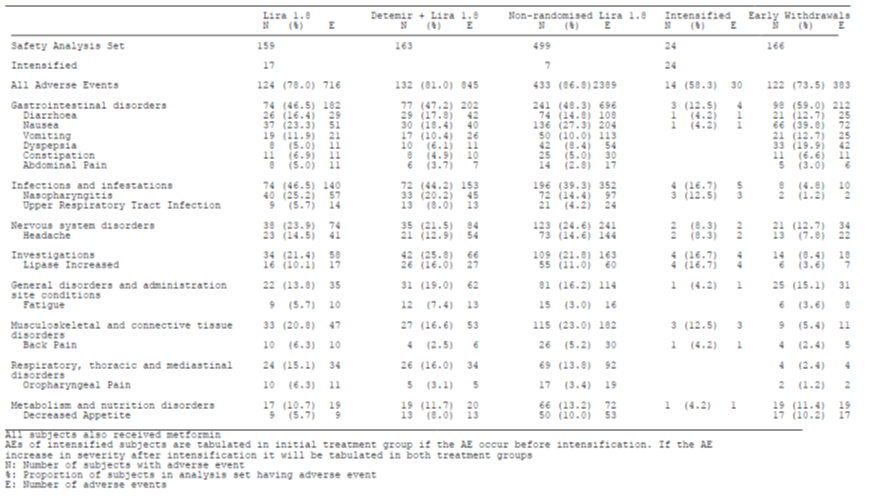 Lira 1.8 Detemir + Lira 1.8 Non-randomised Lira 1.8 Intensified Early Withdrawals
N (%) E N (%) E N (%) E N (%) E N (%) E
Safety Analysis Set 159 163 499 24 166
Intensified 17 7 24
All Adverse Events 124 (78.0) 716 132 (81.0) 845 433 (86.8)2389 14 (58.3) 30 122 (73.5) 383
Gastrointestinal disorders 74 (46.5) 182 77 (47.2) 202 241 (48.3) 696 3 (12.5) 4 98 (59.0) 212
Diarrhoea 26 (16.4) 29 29 (17.8) 42 74 (14.8) 108 1 (4.2) 1 21 (12.7) 25
Nausea 37 (23.3) 51 30 (18.4) 40 136 (27.3) 204 1 (4.2) 1 66 (39.8) 72
Vomiting 19 (11.9) 21 17 (10.4) 26 50 (10.0) 113 21 (12.7) 25
Dyspepsia 8 (5.0) 11 10 (6.1) 11 42 (8.4) 54 33 (19.9) 42
Constipation 11 (6.9) 11 8 (4.9) 10 25 (5.0) 30 11 (6.6) 11
Abdominal Pain 8 (5.0) 11 6 (3.7) 7 14 (2.8) 17 5 (3.0) 6
Infections and infestations 74 (46.5) 140 72 (44.2) 153 196 (39.3) 352 4 (16.7) 5 8 (4.8) 10
Nasopharyngitis 40 (25.2) 57 33 (20.2) 45 72 (14.4) 97 3 (12.5) 3 2 (1.2) 2
Upper Respiratory Tract Infection 9 (5.7) 14 13 (8.0) 13 21 (4.2) 24
Nervous system disorders 38 (23.9) 74 35 (21.5) 84 123 (24.6) 241 2 (8.3) 2 21 (12.7) 34
Headache 23 (14.5) 41 21 (12.9) 54 73 (14.6) 144 2 (8.3) 2 13 (7.8) 22
Investigations 34 (21.4) 58 42 (25.8) 66 109 (21.8) 163 4 (16.7) 4 14 (8.4) 18
Lipase Increased 16 (10.1) 17 26 (16.0) 27 55 (11.0) 60 4 (16.7) 4 6 (3.6) 7
General disorders and administration 22 (13.8) 35 31 (19.0) 62 81 (16.2) 114 1 (4.2) 1 25 (15.1) 31
site conditions
Fatigue 9 (5.7) 10 12 (7.4) 13 15 (3.0) 16 6 (3.6) 8
Musculoskeletal and connective tissue 33 (20.8) 47 27 (16.6) 53 115 (23.0) 182 3 (12.5) 3 9 (5.4) 11
disorders
Back Pain 10 (6.3) 10 4 (2.5) 6 26 (5.2) 30 1 (4.2) 1 4 (2.4) 5
Respiratory, thoracic and mediastinal 24 (15.1) 34 26 (16.0) 34 69 (13.8) 92 4 (2.4) 4
disorders
Oropharyngeal Pain 10 (6.3) 11 5 (3.1) 5 17 (3.4) 19 2 (1.2) 2
Metabolism and nutrition disorders 17 (10.7) 19 19 (11.7) 20 66 (13.2) 72 1 (4.2) 1 19 (11.4) 19
Decreased Appetite 9 (5.7) 9 13 (8.0) 13 50 (10.0) 53 17 (10.2) 17
All subjects also received metformin
AEs of intensified subjects are tabulated in initial treatment group if the AE occur before intensification. If the AE
increase in severity after intensification it will be tabulated in both treatment groups
N: Number of subjects with adverse event
%: Proportion of subjects in analysis set having adverse event
E: Number of adverse events